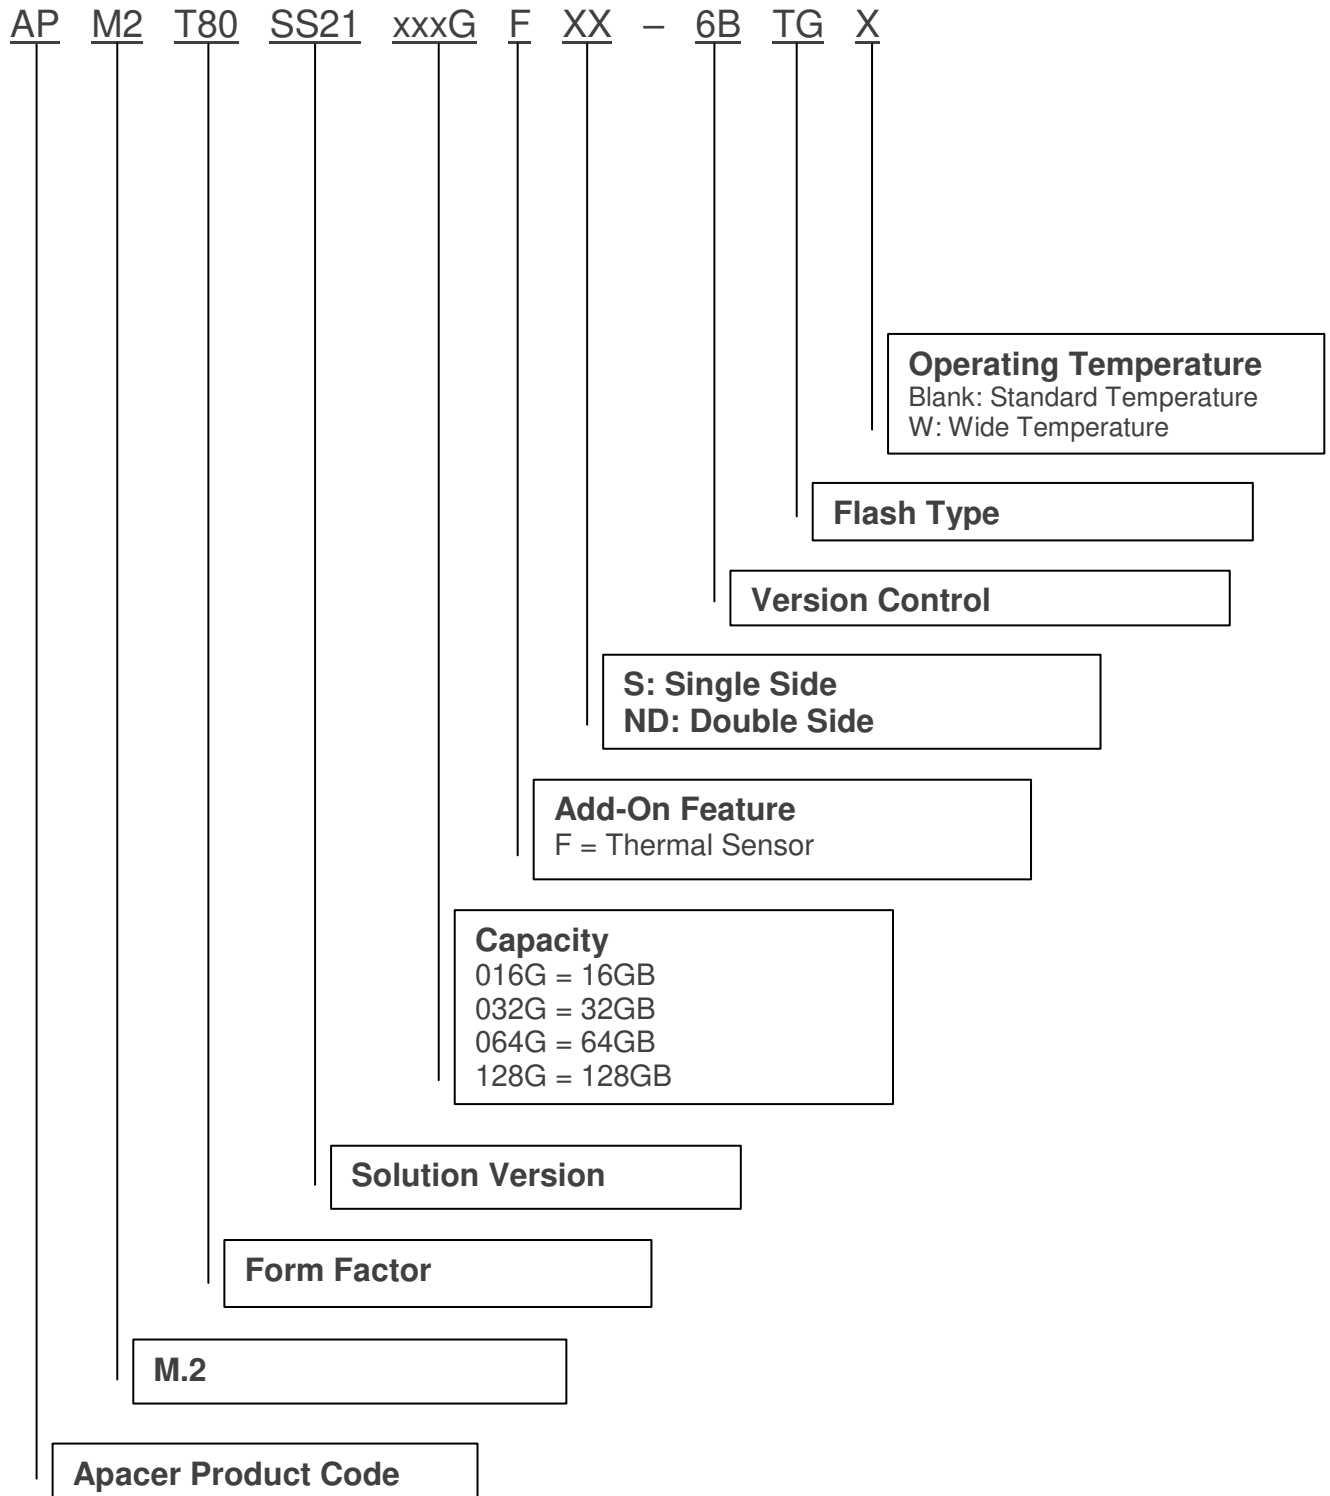 AP M2 T80 SS21 xxxG F XX – 6B TG X
Operating Temperature
Blank: Standard Temperature
W: Wide Temperature
Flash Type
Version Control
S: Single Side
ND: Double Side
Add-On Feature
F = Thermal Sensor
Capacity
016G = 16GB
032G = 32GB
064G = 64GB
128G = 128GB
Solution Version
Form Factor
M.2
Apacer Product Code